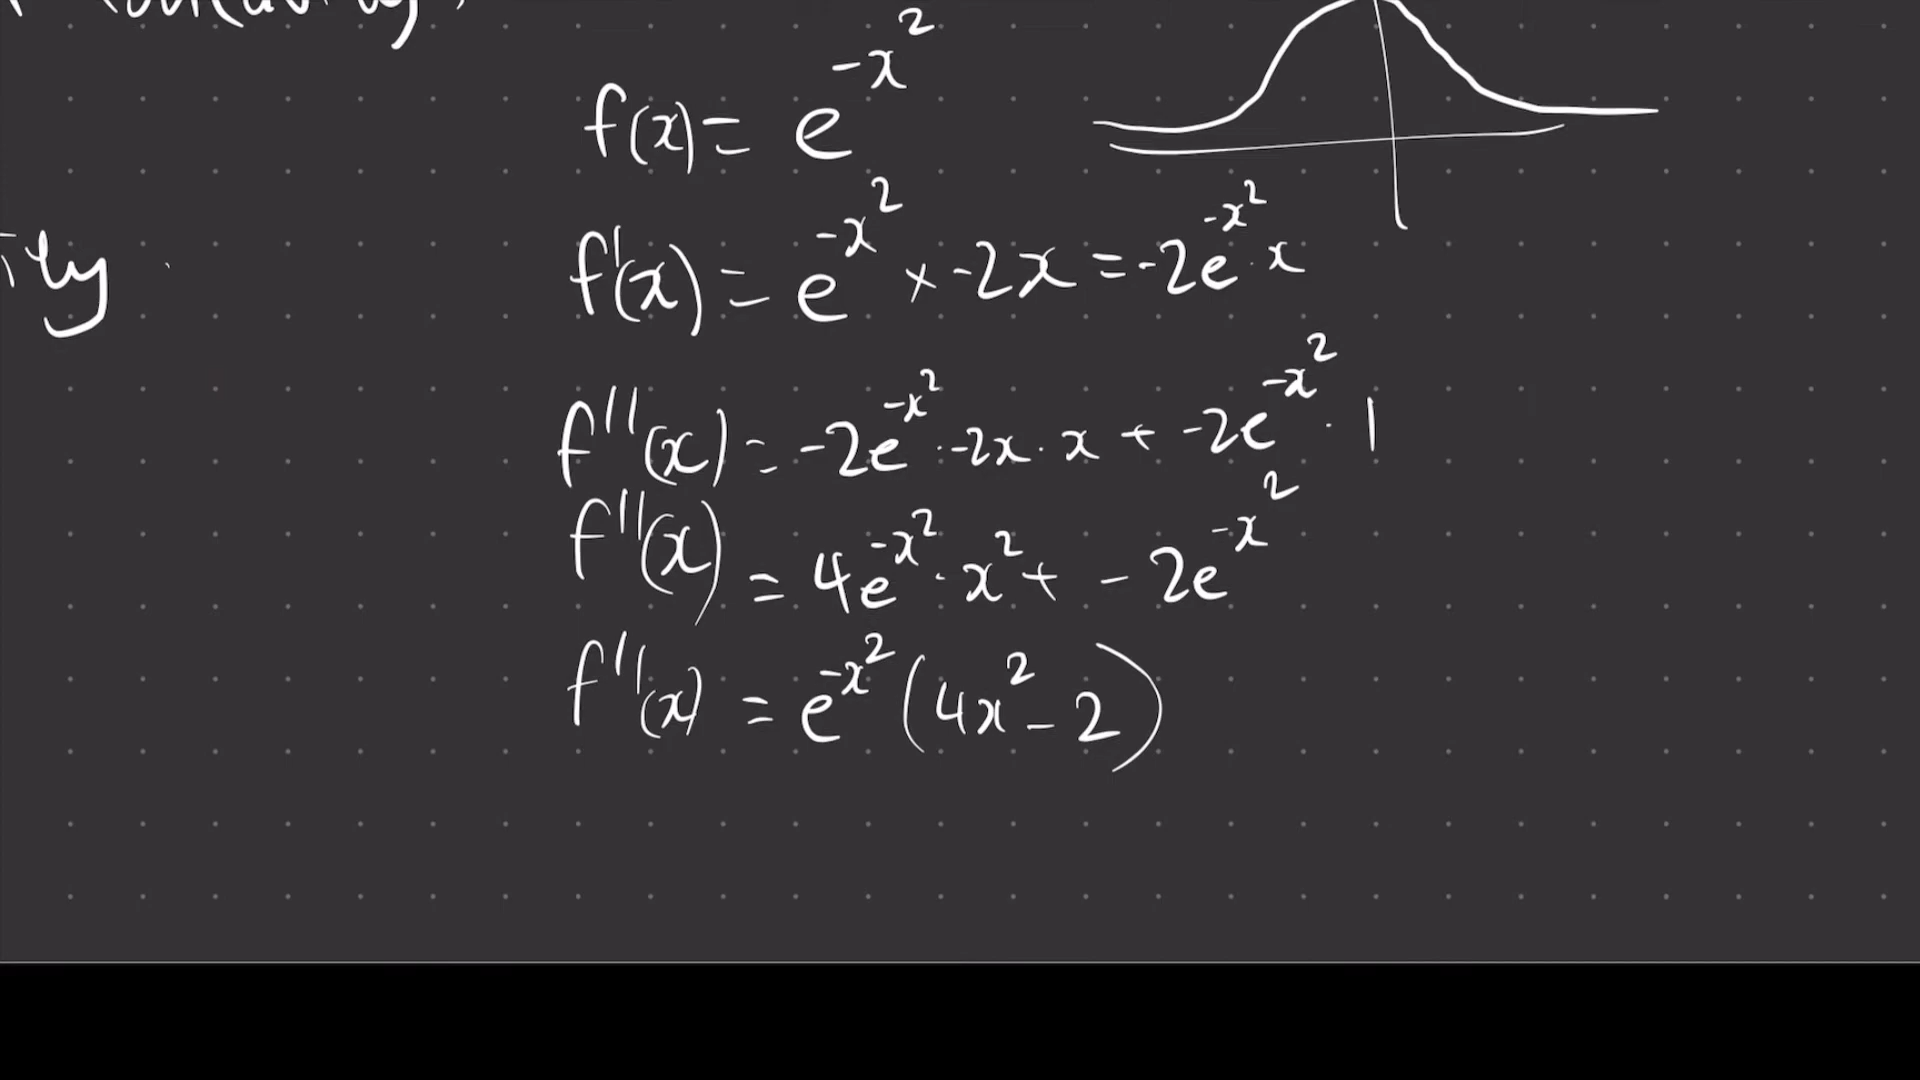 f(x) = e^{-x^2}
f'(x) = e^{-x^2} × -2x = -2e^{-x^2} · x
f''(x) = -2e^{-x^2} · -2x · x + -2e^{-x^2} · 1
f''(x) = 4e^{-x^2} · x^2 + - 2e^{-x^2}
f''(x) = e^{-x^2} (4x^2 - 2)